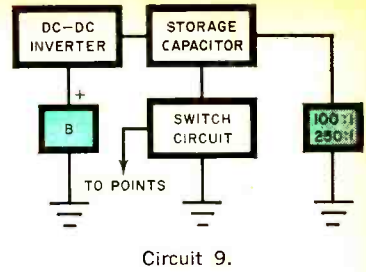 DC-DC
INVERTER
STORAGE
CAPACITOR
+
B
SWITCH
CIRCUIT
100:1
250:1
TO POINTS
Circuit 9.